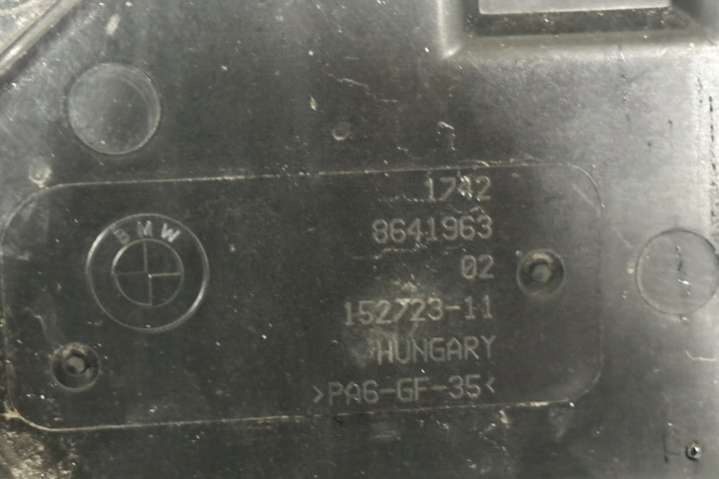 BMW
1742
8641963
02
152723-11
HUNGARY
>PA6-GF-35<